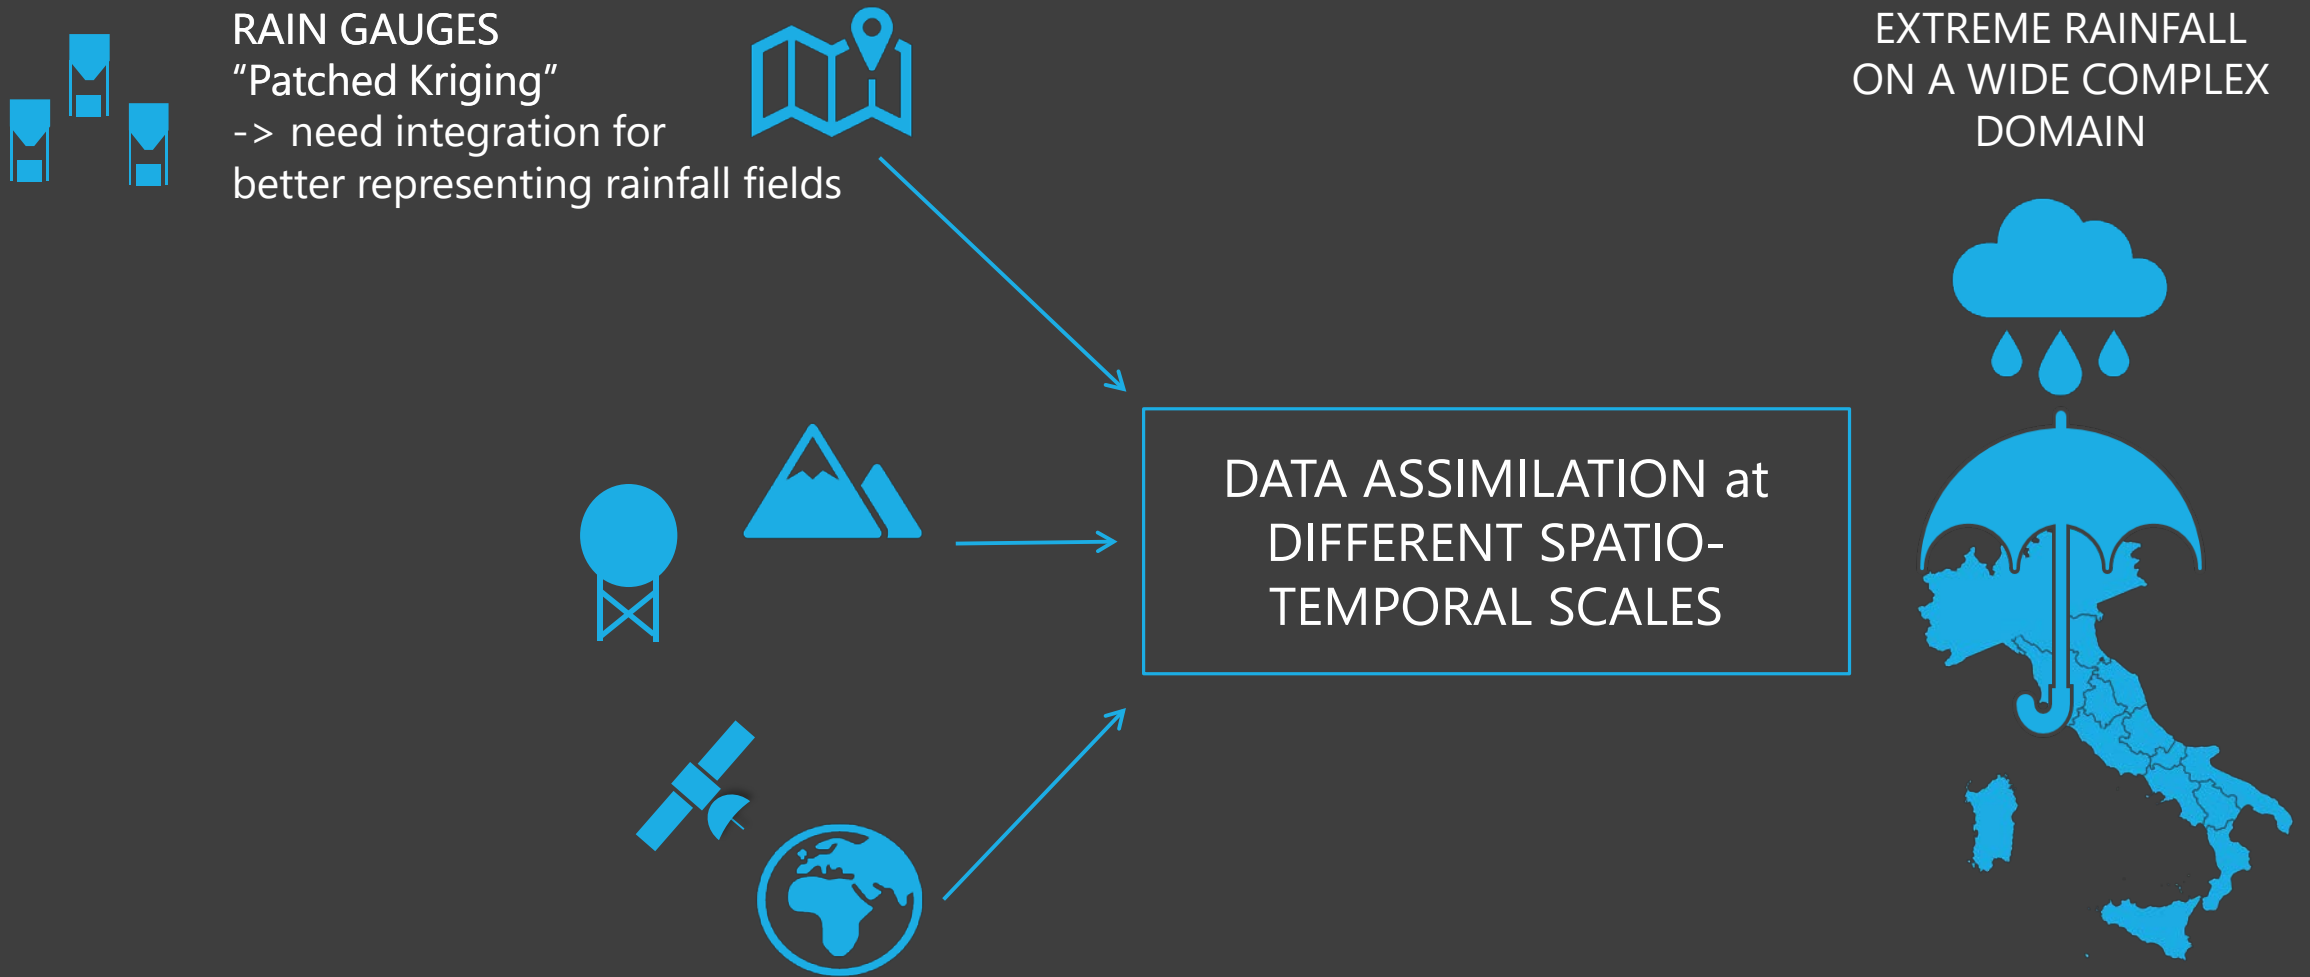 RAIN GAUGES
“Patched Kriging”
-> need integration for
better representing rainfall fields
EXTREME RAINFALL
ON A WIDE COMPLEX
DOMAIN
DATA ASSIMILATION at
DIFFERENT SPATIO-
TEMPORAL SCALES